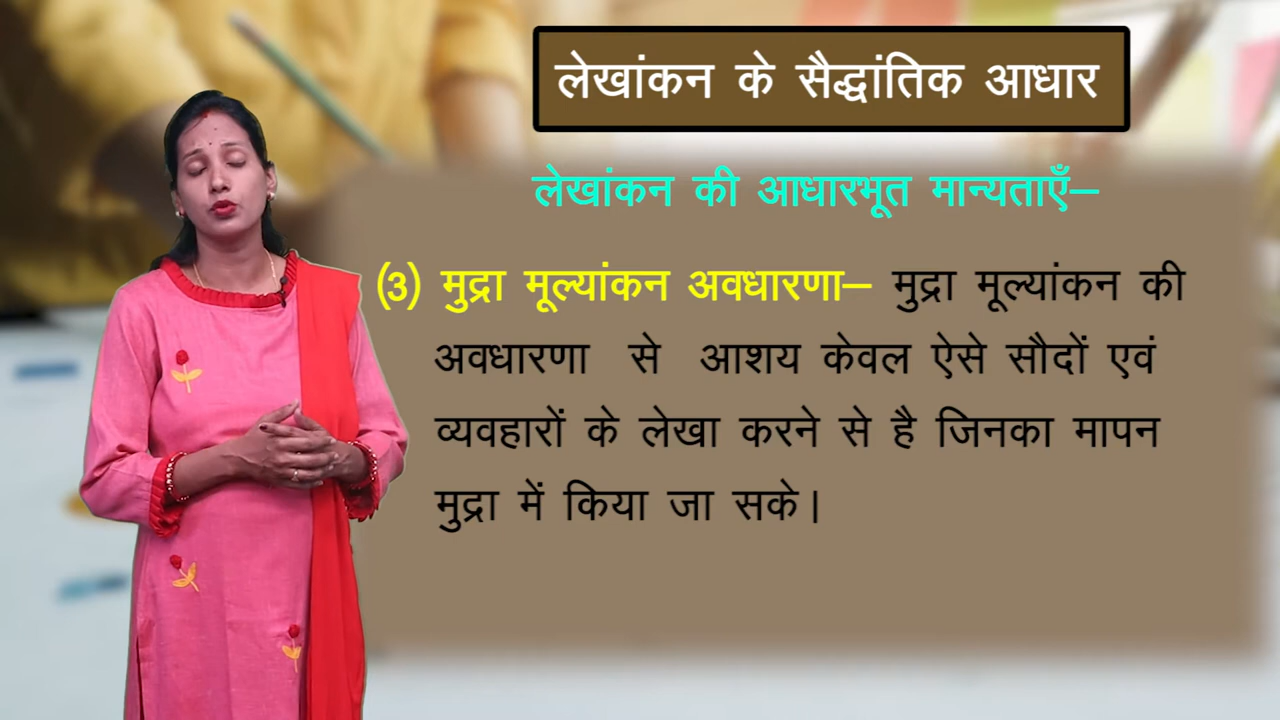 लेखांकन के सैद्धांतिक आधार
लेखांकन की आधारभूत मान्यताएँ–
(3) मुद्रा मूल्यांकन अवधारणा– मुद्रा मूल्यांकन की
अवधारणा से आशय केवल ऐसे सौदों एवं
व्यवहारों के लेखा करने से है जिनका मापन
मुद्रा में किया जा सके।